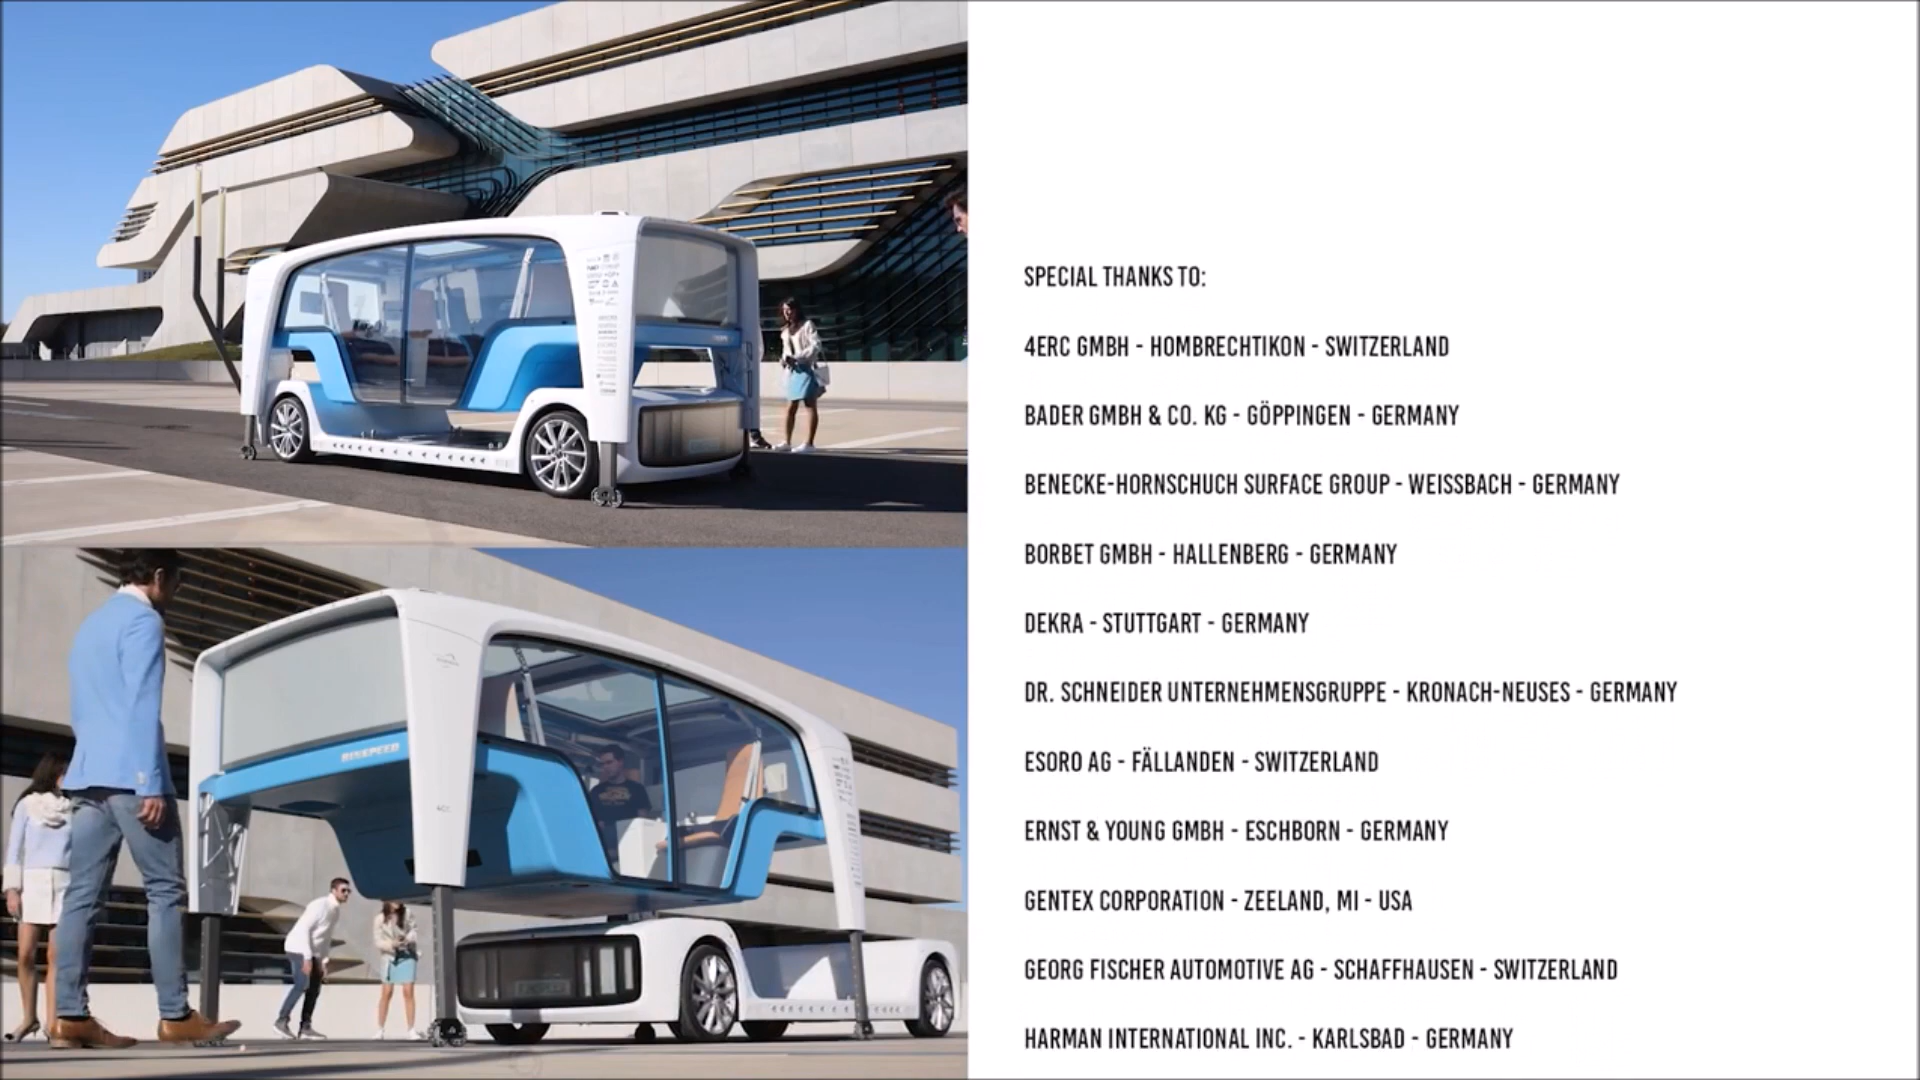 RINSPEED
SPECIAL THANKS TO:
4ERC GMBH - HOMBRECHTIKON - SWITZERLAND
BADER GMBH & CO. KG - GÖPPINGEN - GERMANY
BENECKE-HORNSCHUCH SURFACE GROUP - WEISSBACH - GERMANY
BORBET GMBH - HALLENBERG - GERMANY
DEKRA - STUTTGART - GERMANY
DR. SCHNEIDER UNTERNEHMENSGRUPPE - KRONACH-NEUSES - GERMANY
ESORO AG - FÄLLANDEN - SWITZERLAND
ERNST & YOUNG GMBH - ESCHBORN - GERMANY
GENTEX CORPORATION - ZEELAND, MI - USA
GEORG FISCHER AUTOMOTIVE AG - SCHAFFHAUSEN - SWITZERLAND
HARMAN INTERNATIONAL INC. - KARLSBAD - GERMANY